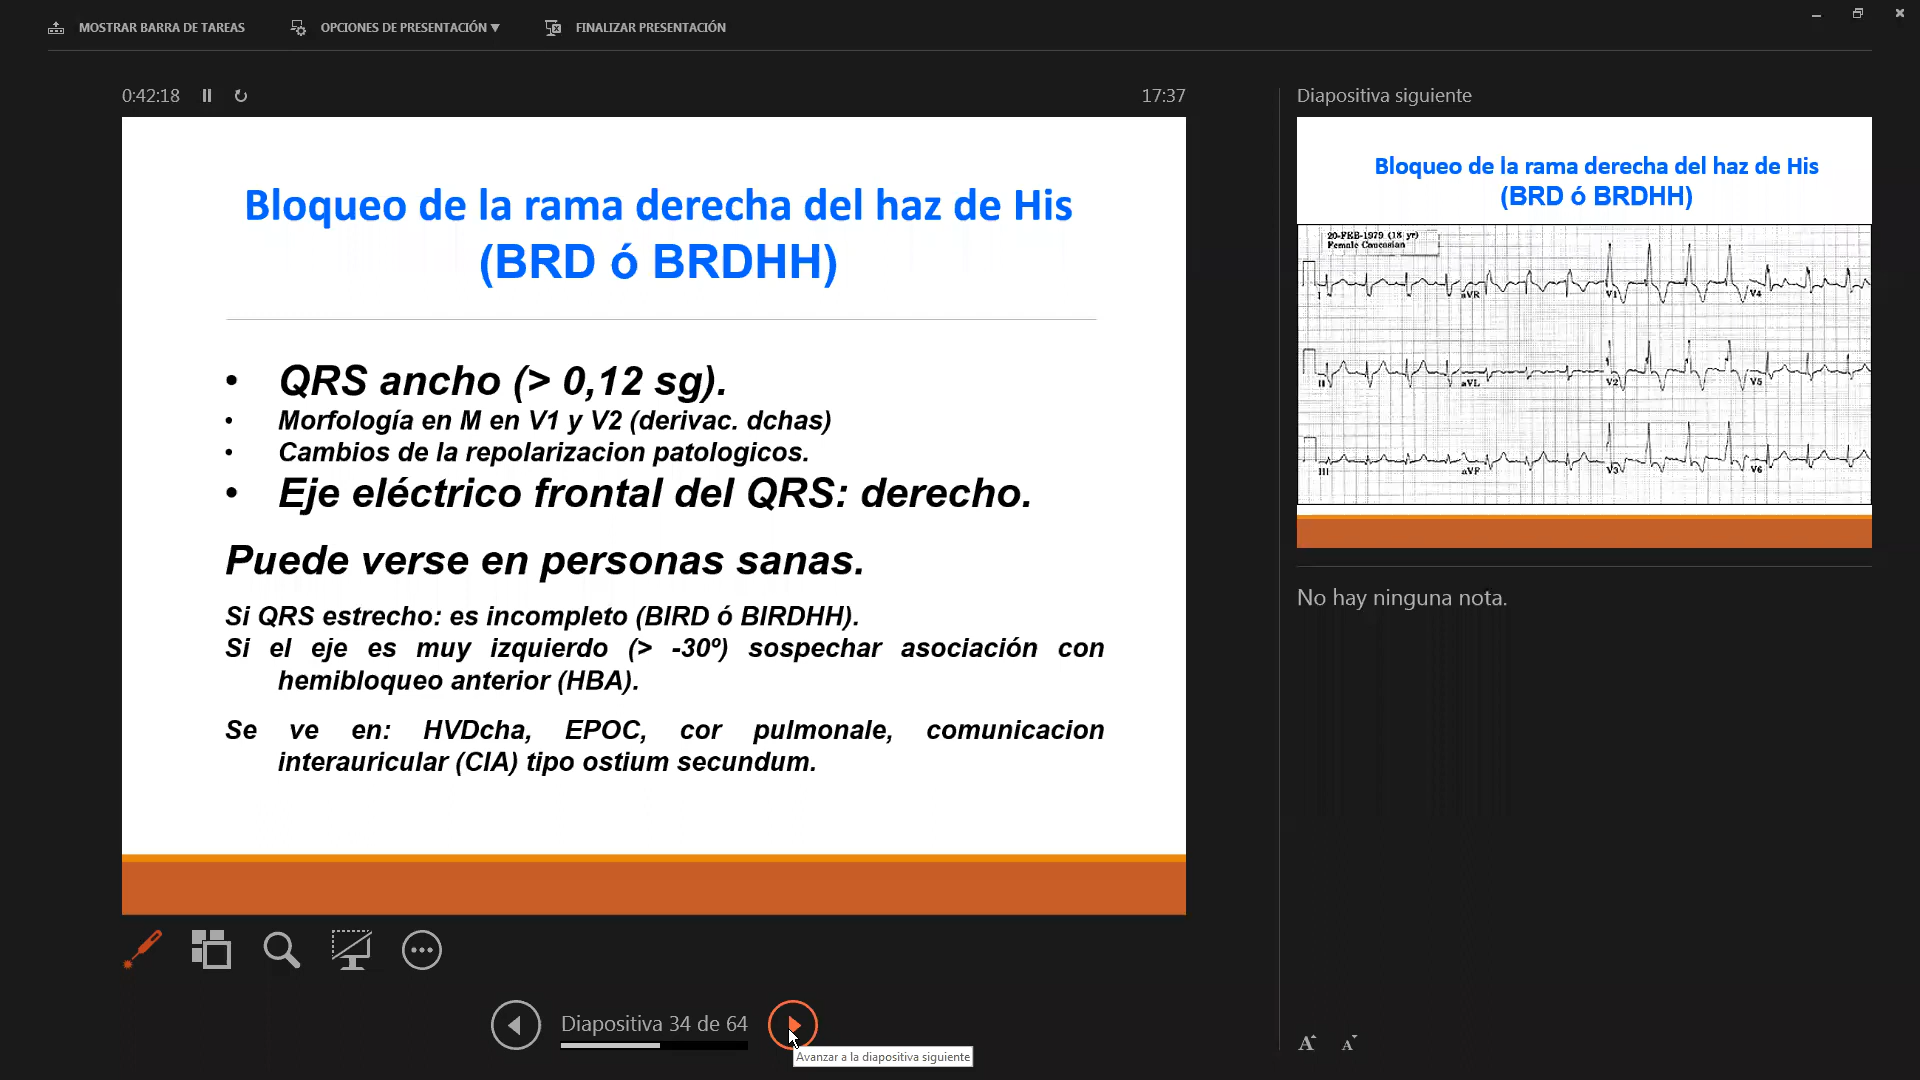 MOSTRAR BARRA DE TAREAS
OPCIONES DE PRESENTACIÓN ▼
FINALIZAR PRESENTACIÓN
0:42:18
17:37
Bloqueo de la rama derecha del haz de His
(BRD ó BRDHH)
• QRS ancho (> 0,12 sg).
• Morfología en M en V1 y V2 (derivac. dchas)
• Cambios de la repolarizacion patologicos.
• Eje eléctrico frontal del QRS: derecho.
Puede verse en personas sanas.
Si QRS estrecho: es incompleto (BIRD ó BIRDHH).
Si el eje es muy izquierdo (> -30º) sospechar asociación con
hemibloqueo anterior (HBA).
Se ve en: HVDcha, EPOC, cor pulmonale, comunicacion
interauricular (CIA) tipo ostium secundum.
Diapositiva 34 de 64
Avanzar a la diapositiva siguiente
Diapositiva siguiente
Bloqueo de la rama derecha del haz de His
(BRD ó BRDHH)
20-FEB-1979 (18 yr)
Female Caucasian
I aVR V1 V4
II aVL V2 V5
III aVF V3 V6
No hay ninguna nota.
A A